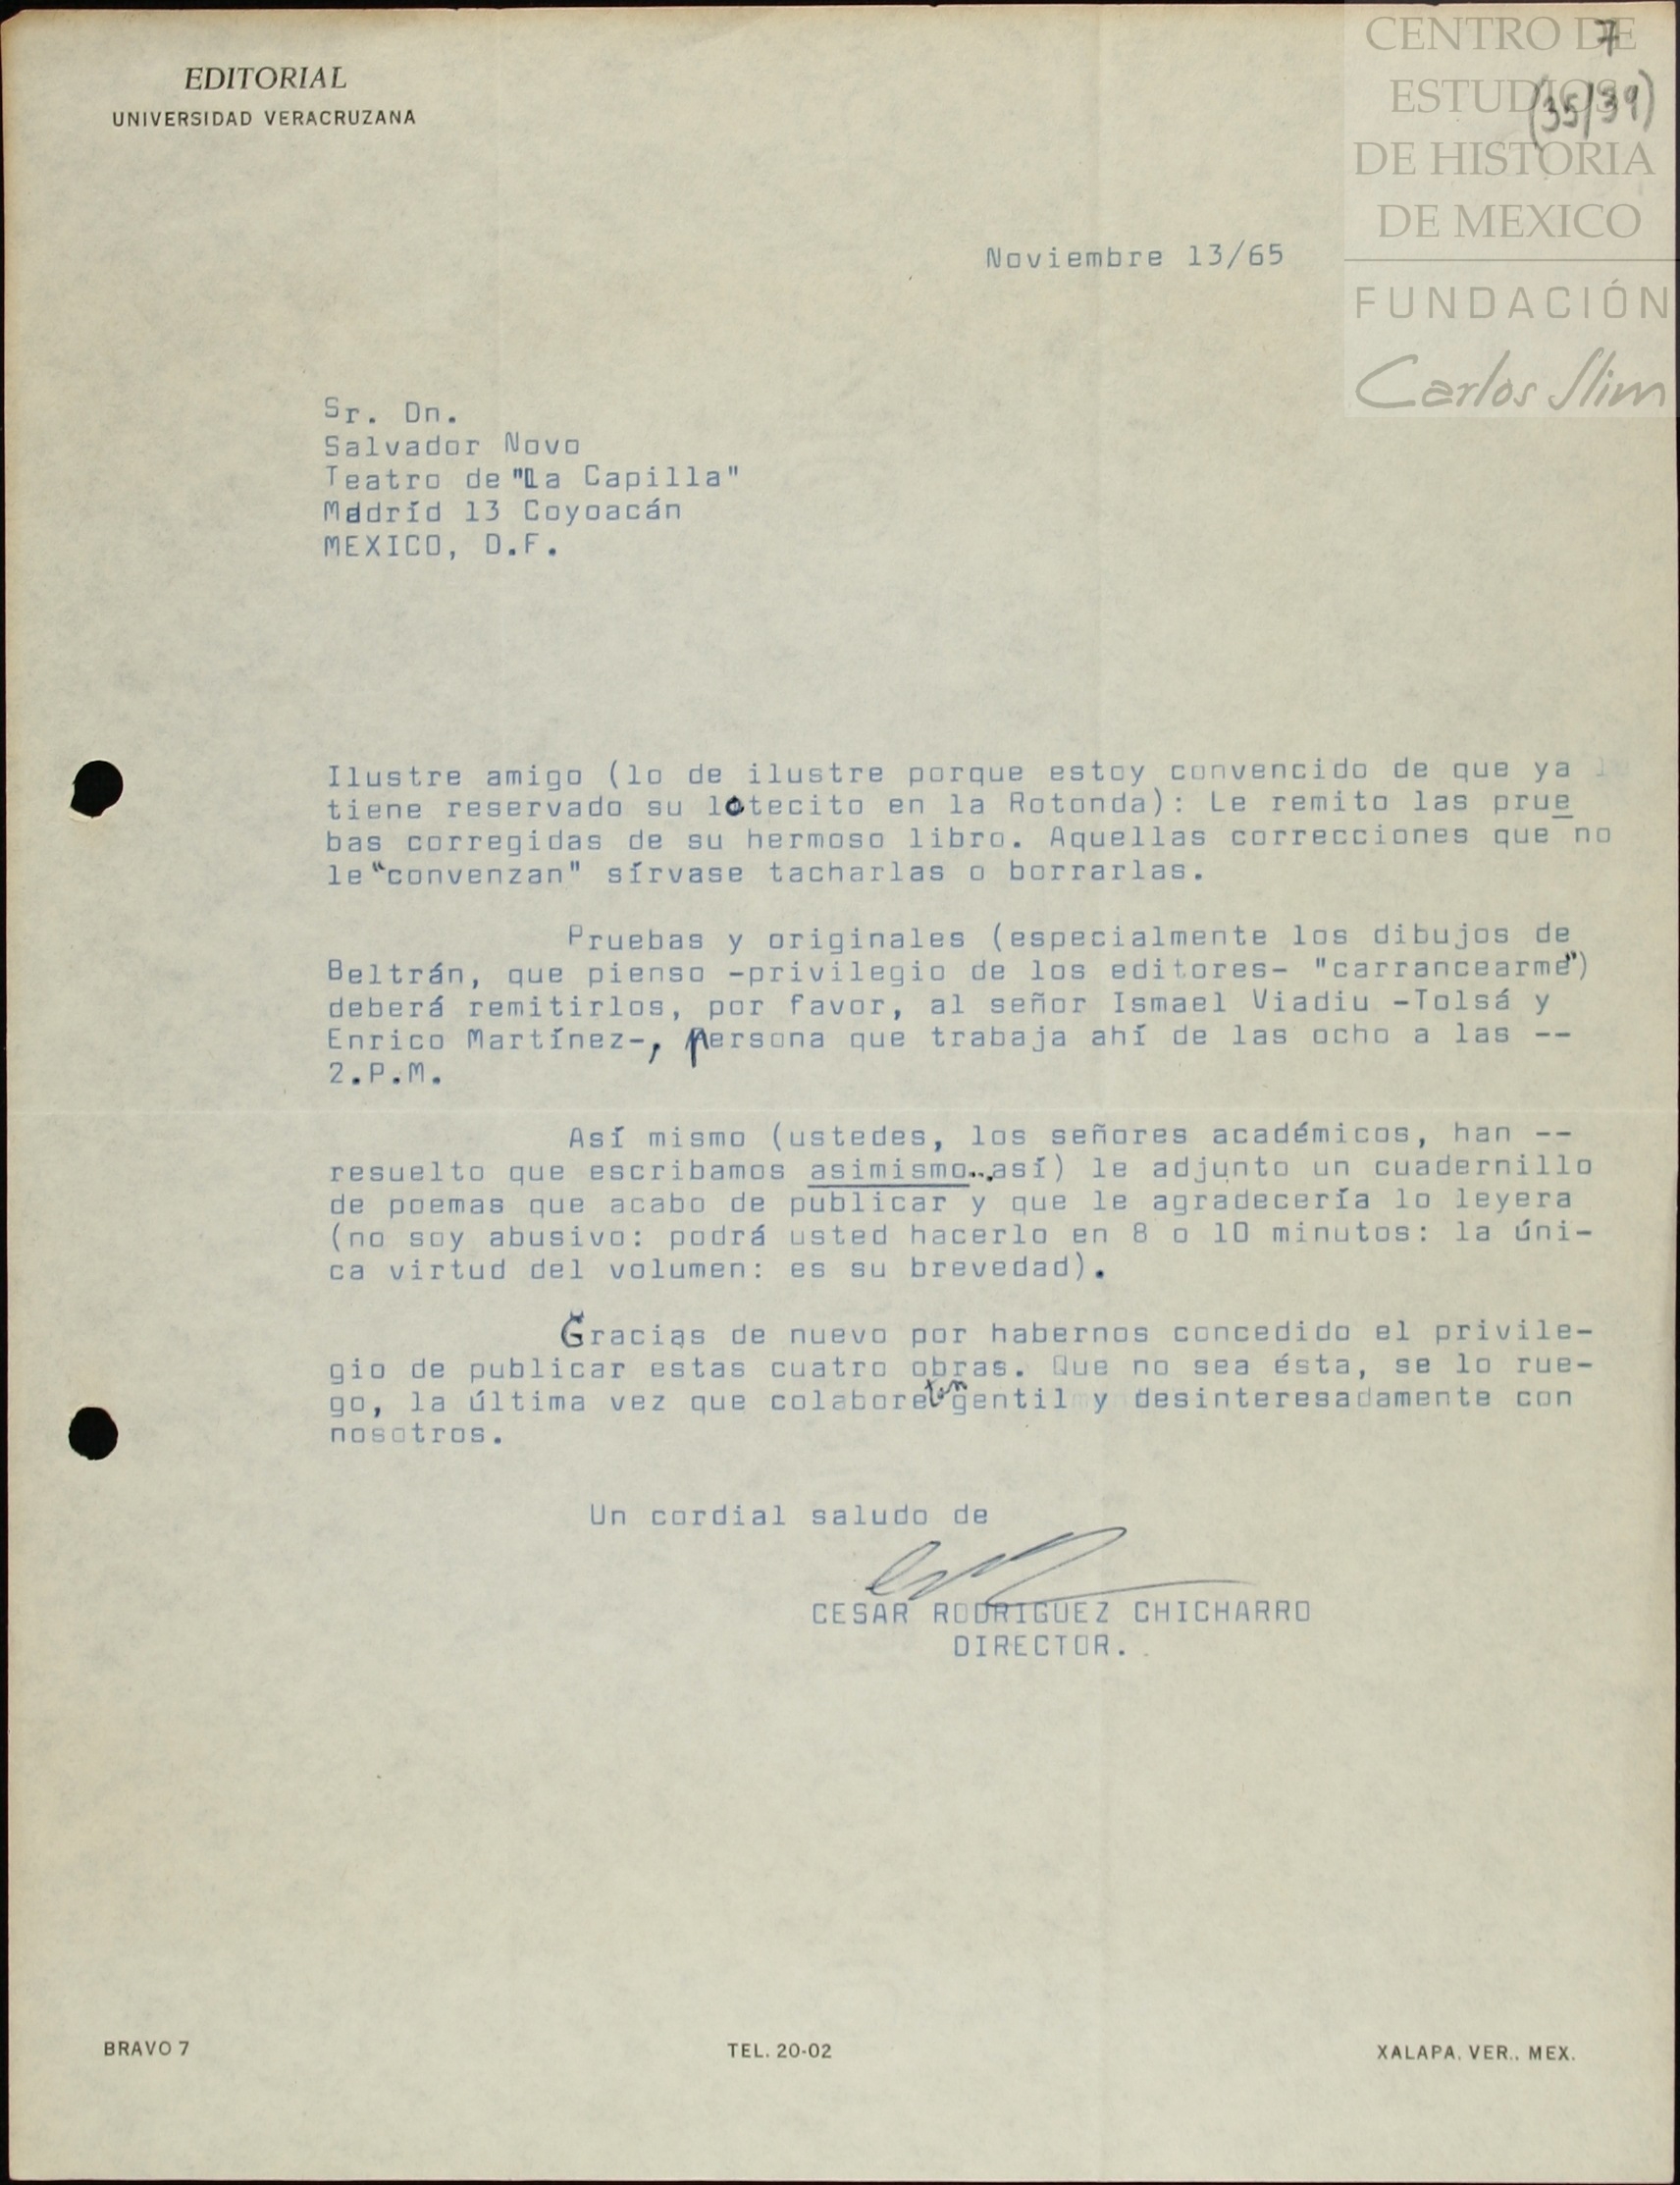 CENTRO DE
ESTUDIOS
DE HISTORIA
DE MEXICO
FUNDACIÓN
Carlos Slim
7
(35/39)
EDITORIAL
UNIVERSIDAD VERACRUZANA
Noviembre 13/65
Sr. Dn.
Salvador Novo
Teatro de "La Capilla"
Madríd 13 Coyoacán
MEXICO, D.F.
Ilustre amigo (lo de ilustre porque estoy convencido de que ya
tiene reservado su lotecito en la Rotonda): Le remito las prue
bas corregidas de su hermoso libro. Aquellas correcciones que no
le "convenzan" sírvase tacharlas o borrarlas.
Pruebas y originales (especialmente los dibujos de
Beltrán, que pienso -privilegio de los editores- "carrancearme")
deberá remitirlos, por favor, al señor Ismael Viadiu -Tolsá y
Enrico Martínez-, persona que trabaja ahí de las ocho a las --
2.P.M.
Así mismo (ustedes, los señores académicos, han --
resuelto que escribamos asimismo...así) le adjunto un cuadernillo
de poemas que acabo de publicar y que le agradecería lo leyera
(no soy abusivo: podrá usted hacerlo en 8 o 10 minutos: la úni-
ca virtud del volumen: es su brevedad).
Gracias de nuevo por habernos concedido el privile-
gio de publicar estas cuatro obras. Que no sea ésta, se lo rue-
go, la última vez que colabore tan gentil y desinteresadamente con
nosotros.
Un cordial saludo de
CESAR RODRIGUEZ CHICHARRO
DIRECTOR.
BRAVO 7
TEL. 20-02
XALAPA, VER., MEX.